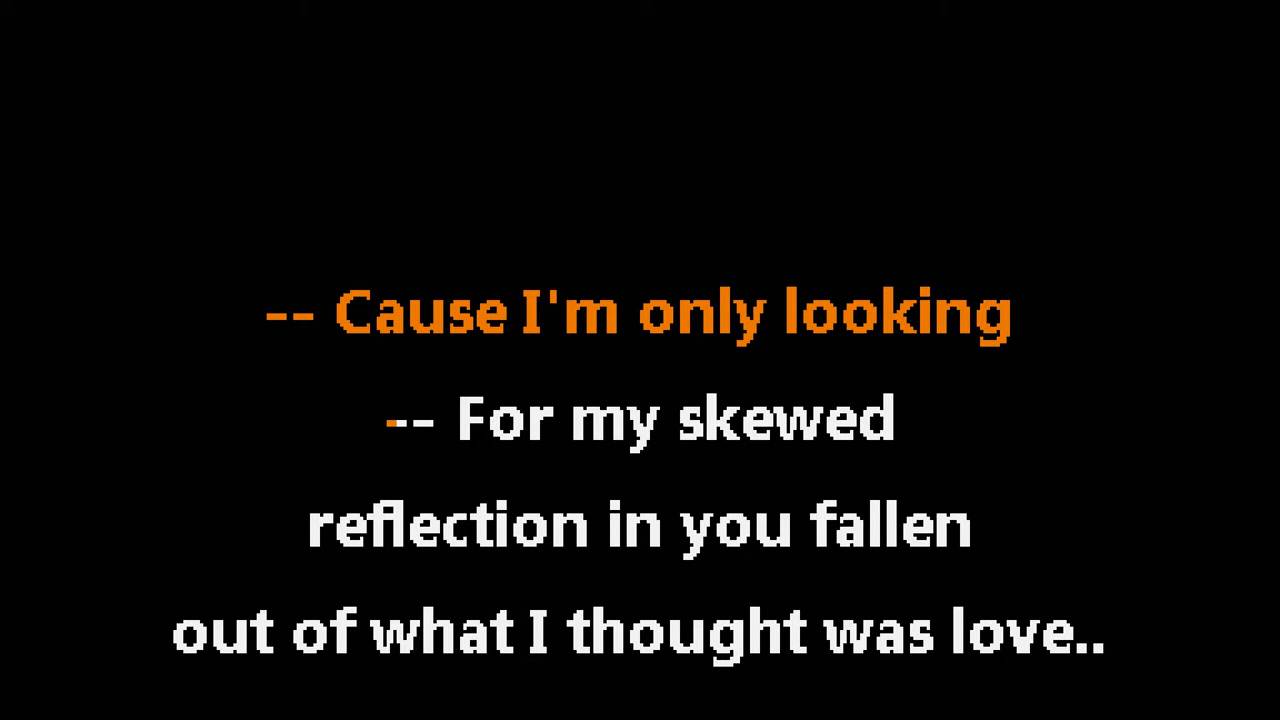 -- Cause I'm only looking
-- For my skewed
reflection in you fallen
out of what I thought was love..